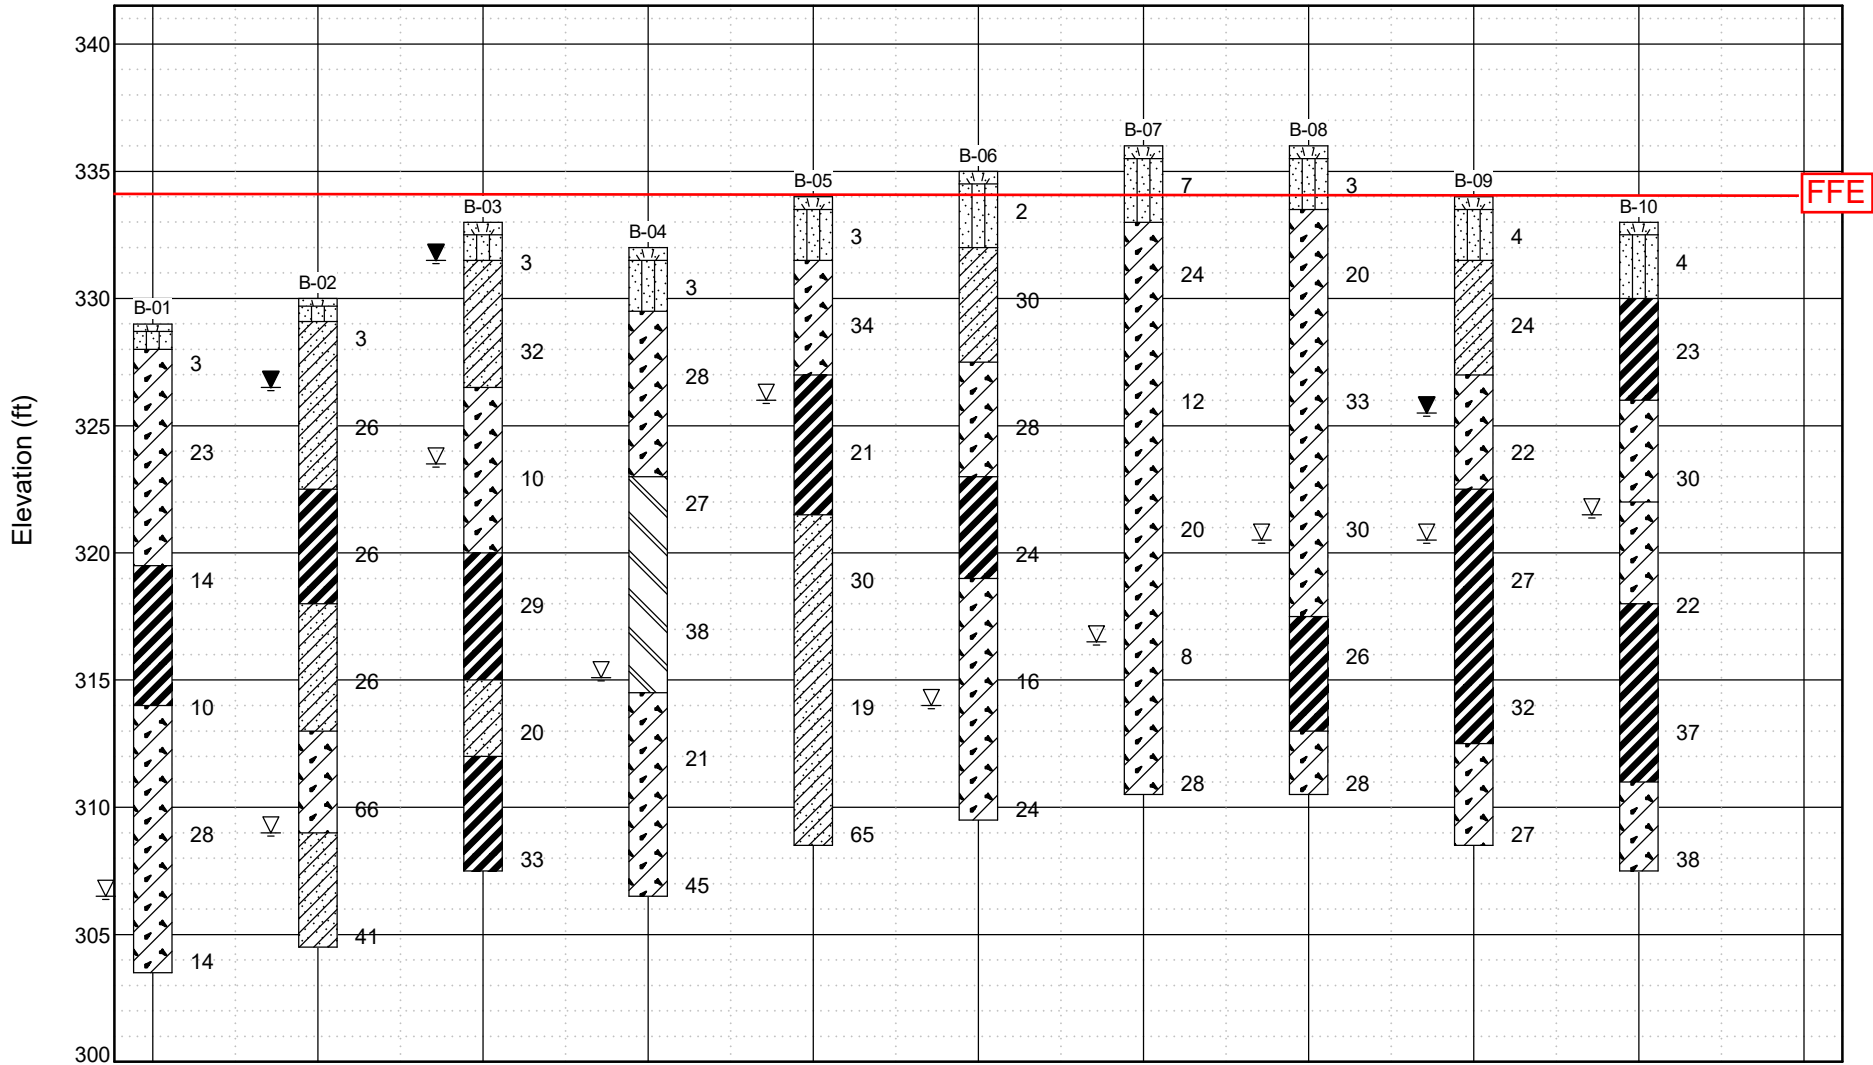 340
B-07 B-08
B-06
335 7 3 B-09
B-05 FFE
B-03 2 B-10
B-04 3 4
3 4
3 24 20
330 30
B-02
B-01 34 24
3 32 23
3 28
325 26 28 12 33
23 21 22
10 30
27
320 26 24 20 30
14 29 30 27
22
38
315 26 16 8 26
10 19 32
20 37
21
310 66 24 28 28
28 65 27
33 38
45
305 41
14
300
Elevation (ft)